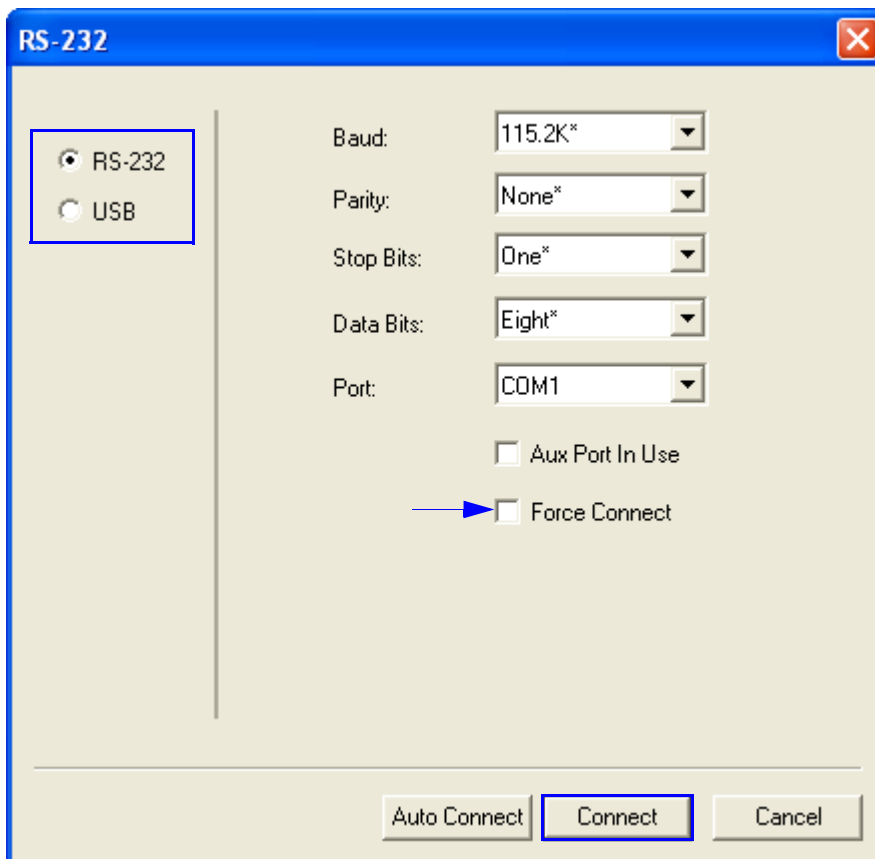 RS-232
RS-232
USB
Baud: 115.2K*
Parity: None*
Stop Bits: One*
Data Bits: Eight*
Port: COM1
Aux Port In Use
Force Connect
Auto Connect Connect Cancel